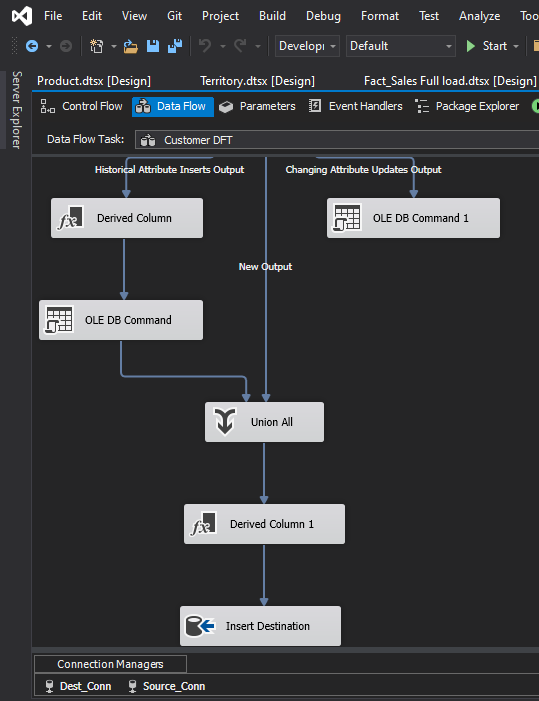 File Edit View Git Project Build Debug Format Test Analyze
Develop Default Start
Server Explorer
Product.dtsx [Design] Territory.dtsx [Design] Fact_Sales Full load.dtsx [Design]
Control Flow Data Flow Parameters Event Handlers Package Explorer
Data Flow Task: Customer DFT
Historical Attribute Inserts Output Changing Attribute Updates Output
fx Derived Column OLE DB Command 1
New Output
OLE DB Command
Union All
fx Derived Column 1
Insert Destination
Connection Managers
Dest_Conn Source_Conn